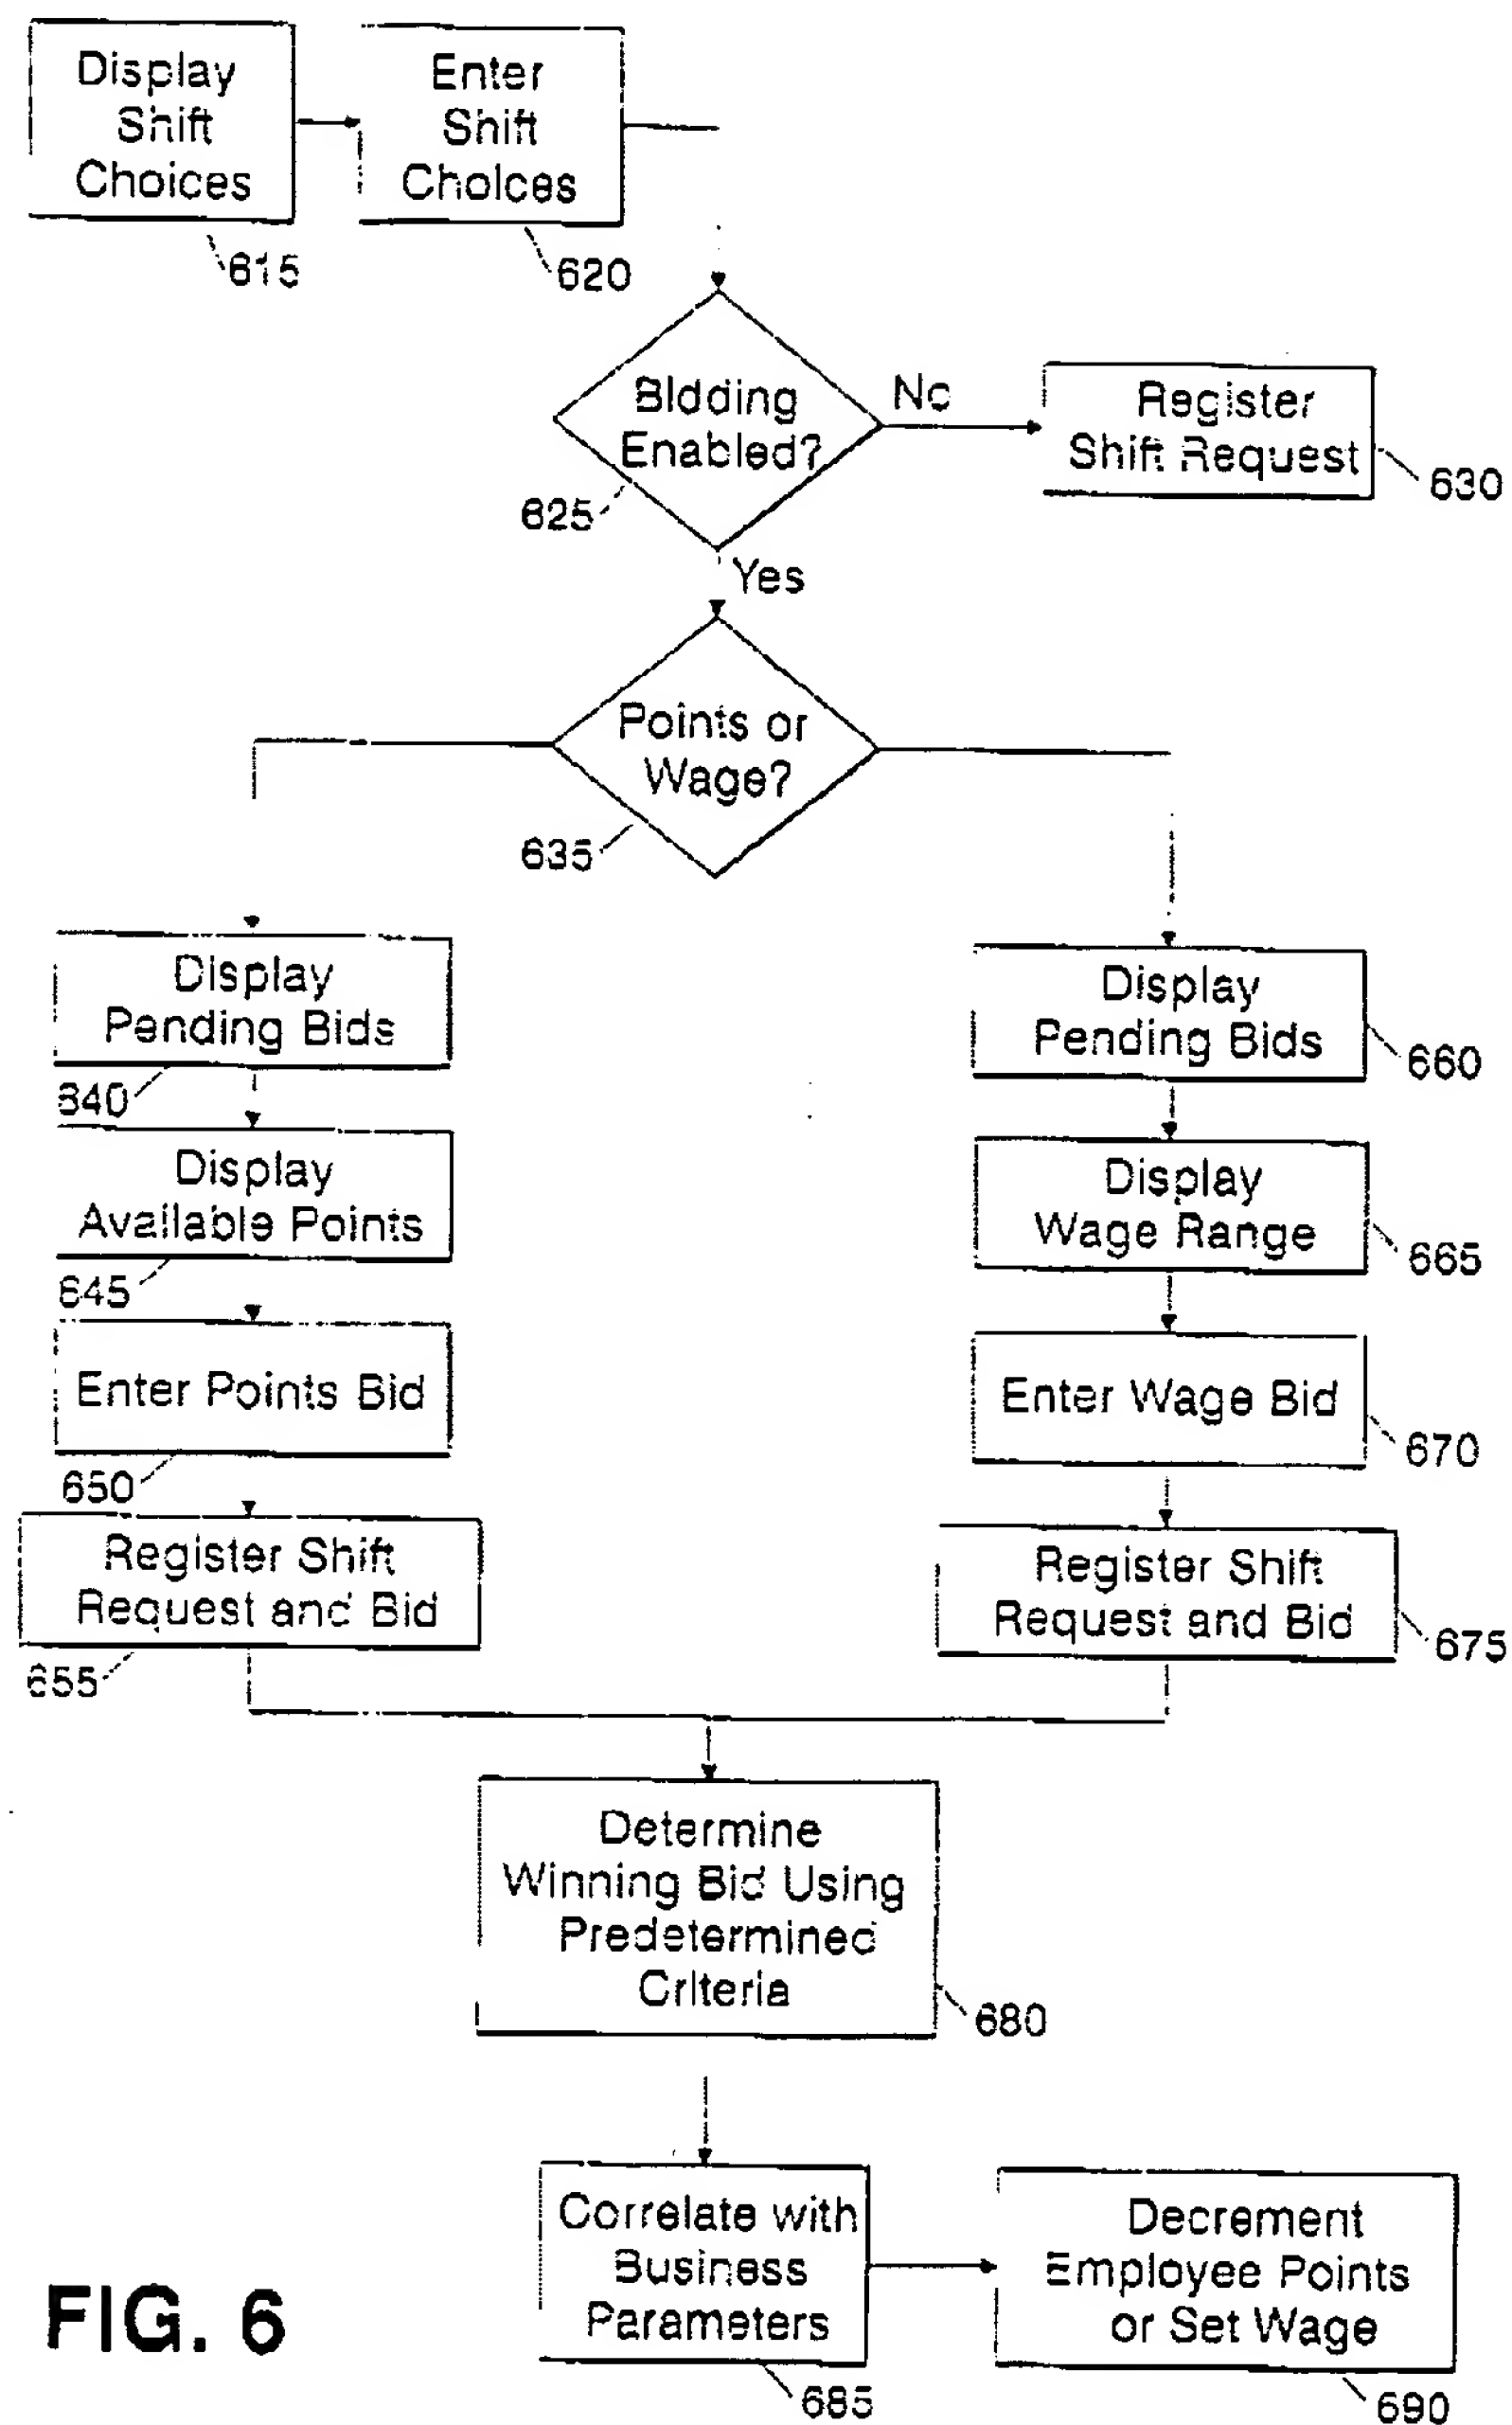 Display
Shift
Choices
615
Enter
Shift
Choices
620
Bidding
Enabled?
625
No
Register
Shift Request
630
Yes
Points or
Wage?
635
Display
Pending Bids
640
Display
Available Points
645
Enter Points Bid
650
Register Shift
Request and Bid
655
Display
Pending Bids
660
Display
Wage Range
665
Enter Wage Bid
670
Register Shift
Request and Bid
675
Determine
Winning Bid Using
Predetermined
Criteria
680
Correlate with
Business
Parameters
685
Decrement
Employee Points
or Set Wage
690
FIG. 6